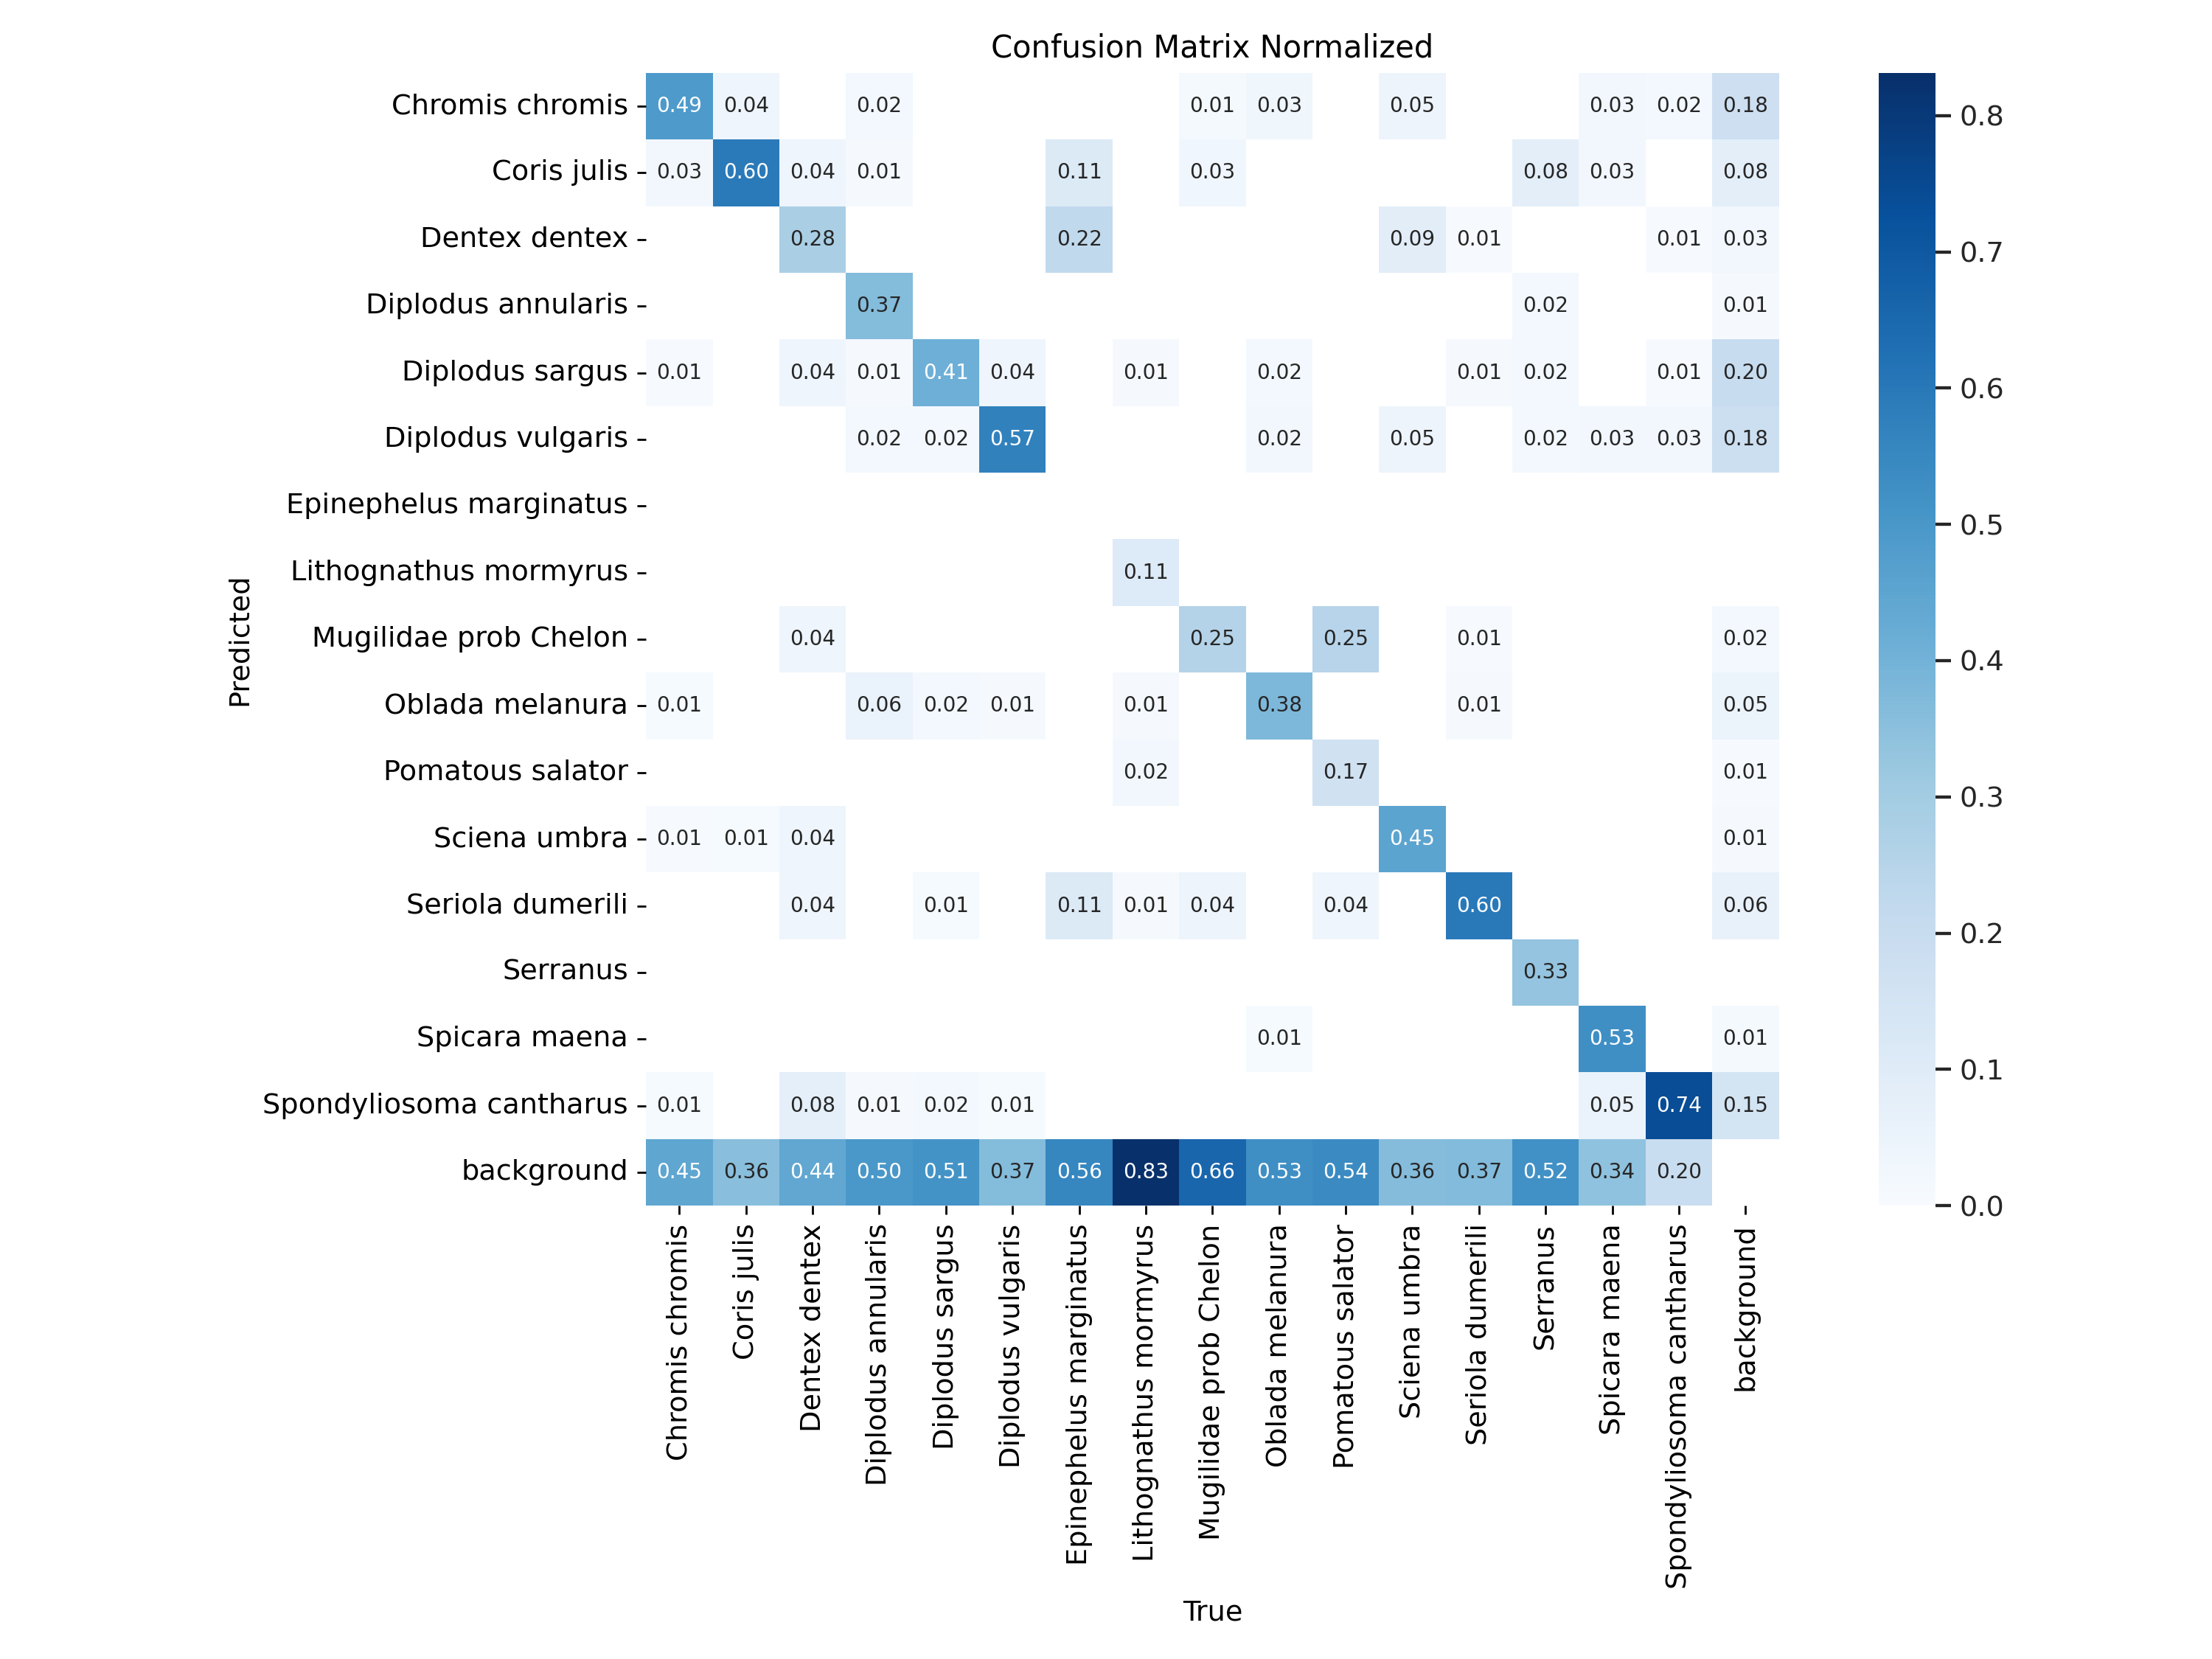 Confusion Matrix Normalized
Chromis chromis 0.49 0.04 0.02 0.01 0.03 0.05 0.03 0.02 0.18
Coris julis 0.03 0.60 0.04 0.01 0.11 0.03 0.08 0.03 0.08
Dentex dentex 0.28 0.22 0.09 0.01 0.01 0.03
Diplodus annularis 0.37 0.02 0.01
Diplodus sargus 0.01 0.04 0.01 0.41 0.04 0.01 0.02 0.01 0.02 0.01 0.20
Diplodus vulgaris 0.02 0.02 0.57 0.02 0.05 0.02 0.03 0.03 0.18
Epinephelus marginatus
Lithognathus mormyrus 0.11
Mugilidae prob Chelon 0.04 0.25 0.25 0.01 0.02
Oblada melanura 0.01 0.06 0.02 0.01 0.01 0.38 0.01 0.05
Pomatous salator 0.02 0.17 0.01
Sciena umbra 0.01 0.01 0.04 0.45 0.01
Seriola dumerili 0.04 0.01 0.11 0.01 0.04 0.04 0.60 0.06
Serranus 0.33
Spicara maena 0.01 0.53 0.01
Spondyliosoma cantharus 0.01 0.08 0.01 0.02 0.01 0.05 0.74 0.15
background 0.45 0.36 0.44 0.50 0.51 0.37 0.56 0.83 0.66 0.53 0.54 0.36 0.37 0.52 0.34 0.20
Predicted
Chromis chromis
Coris julis
Dentex dentex
Diplodus annularis
Diplodus sargus
Diplodus vulgaris
Epinephelus marginatus
Lithognathus mormyrus
Mugilidae prob Chelon
Oblada melanura
Pomatous salator
Sciena umbra
Seriola dumerili
Serranus
Spicara maena
Spondyliosoma cantharus
background
True
0.8
0.7
0.6
0.5
0.4
0.3
0.2
0.1
0.0